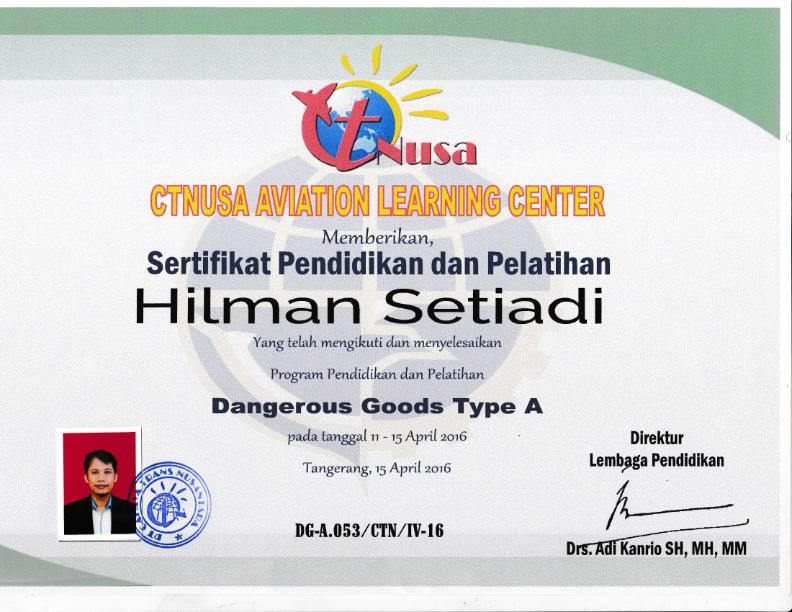 ctNusa
CTNUSA AVIATION LEARNING CENTER
Memberikan,
Sertifikat Pendidikan dan Pelatihan
Hilman Setiadi
Yang telah mengikuti dan menyelesaikan
Program Pendidikan dan Pelatihan
Dangerous Goods Type A
pada tanggal 11 - 15 April 2016
Tangerang, 15 April 2016
DG-A.053/CTN/IV-16
Direktur
Lembaga Pendidikan
Drs. Adi Kanrio SH, MH, MM
TRANS NUSANTARA